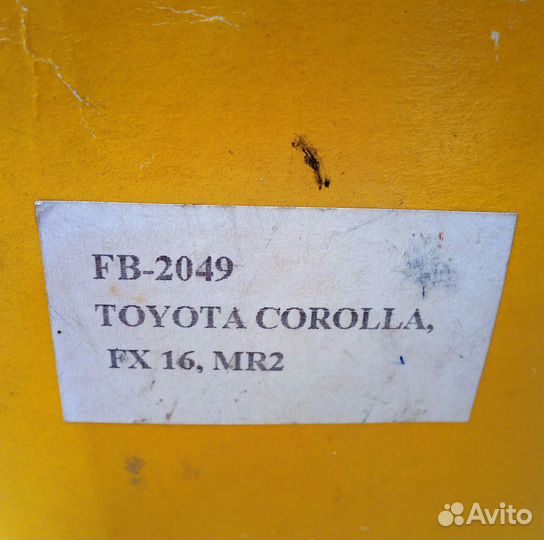 FB-2049
TOYOTA COROLLA,
FX 16, MR2
Avito